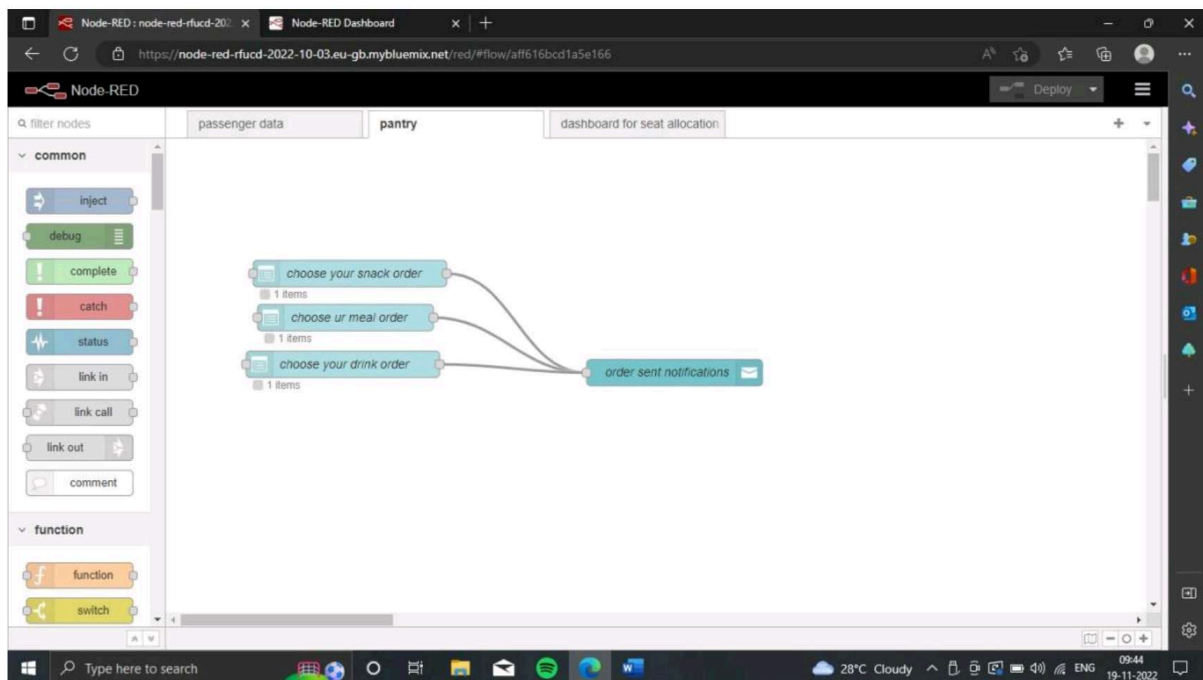 Node-RED : node-red-rfucd-202
Node-RED Dashboard
https://node-red-rfucd-2022-10-03.eu-gb.mybluemix.net/red/#flow/aff616bcd1a5e166
Node-RED
Deploy
filter nodes
passenger data
pantry
dashboard for seat allocation
common
inject
debug
complete
catch
status
link in
link call
link out
comment
function
function
switch
choose your snack order
1 items
choose ur meal order
1 items
choose your drink order
1 items
order sent notifications
Type here to search
28°C Cloudy
ENG
09:44
19-11-2022